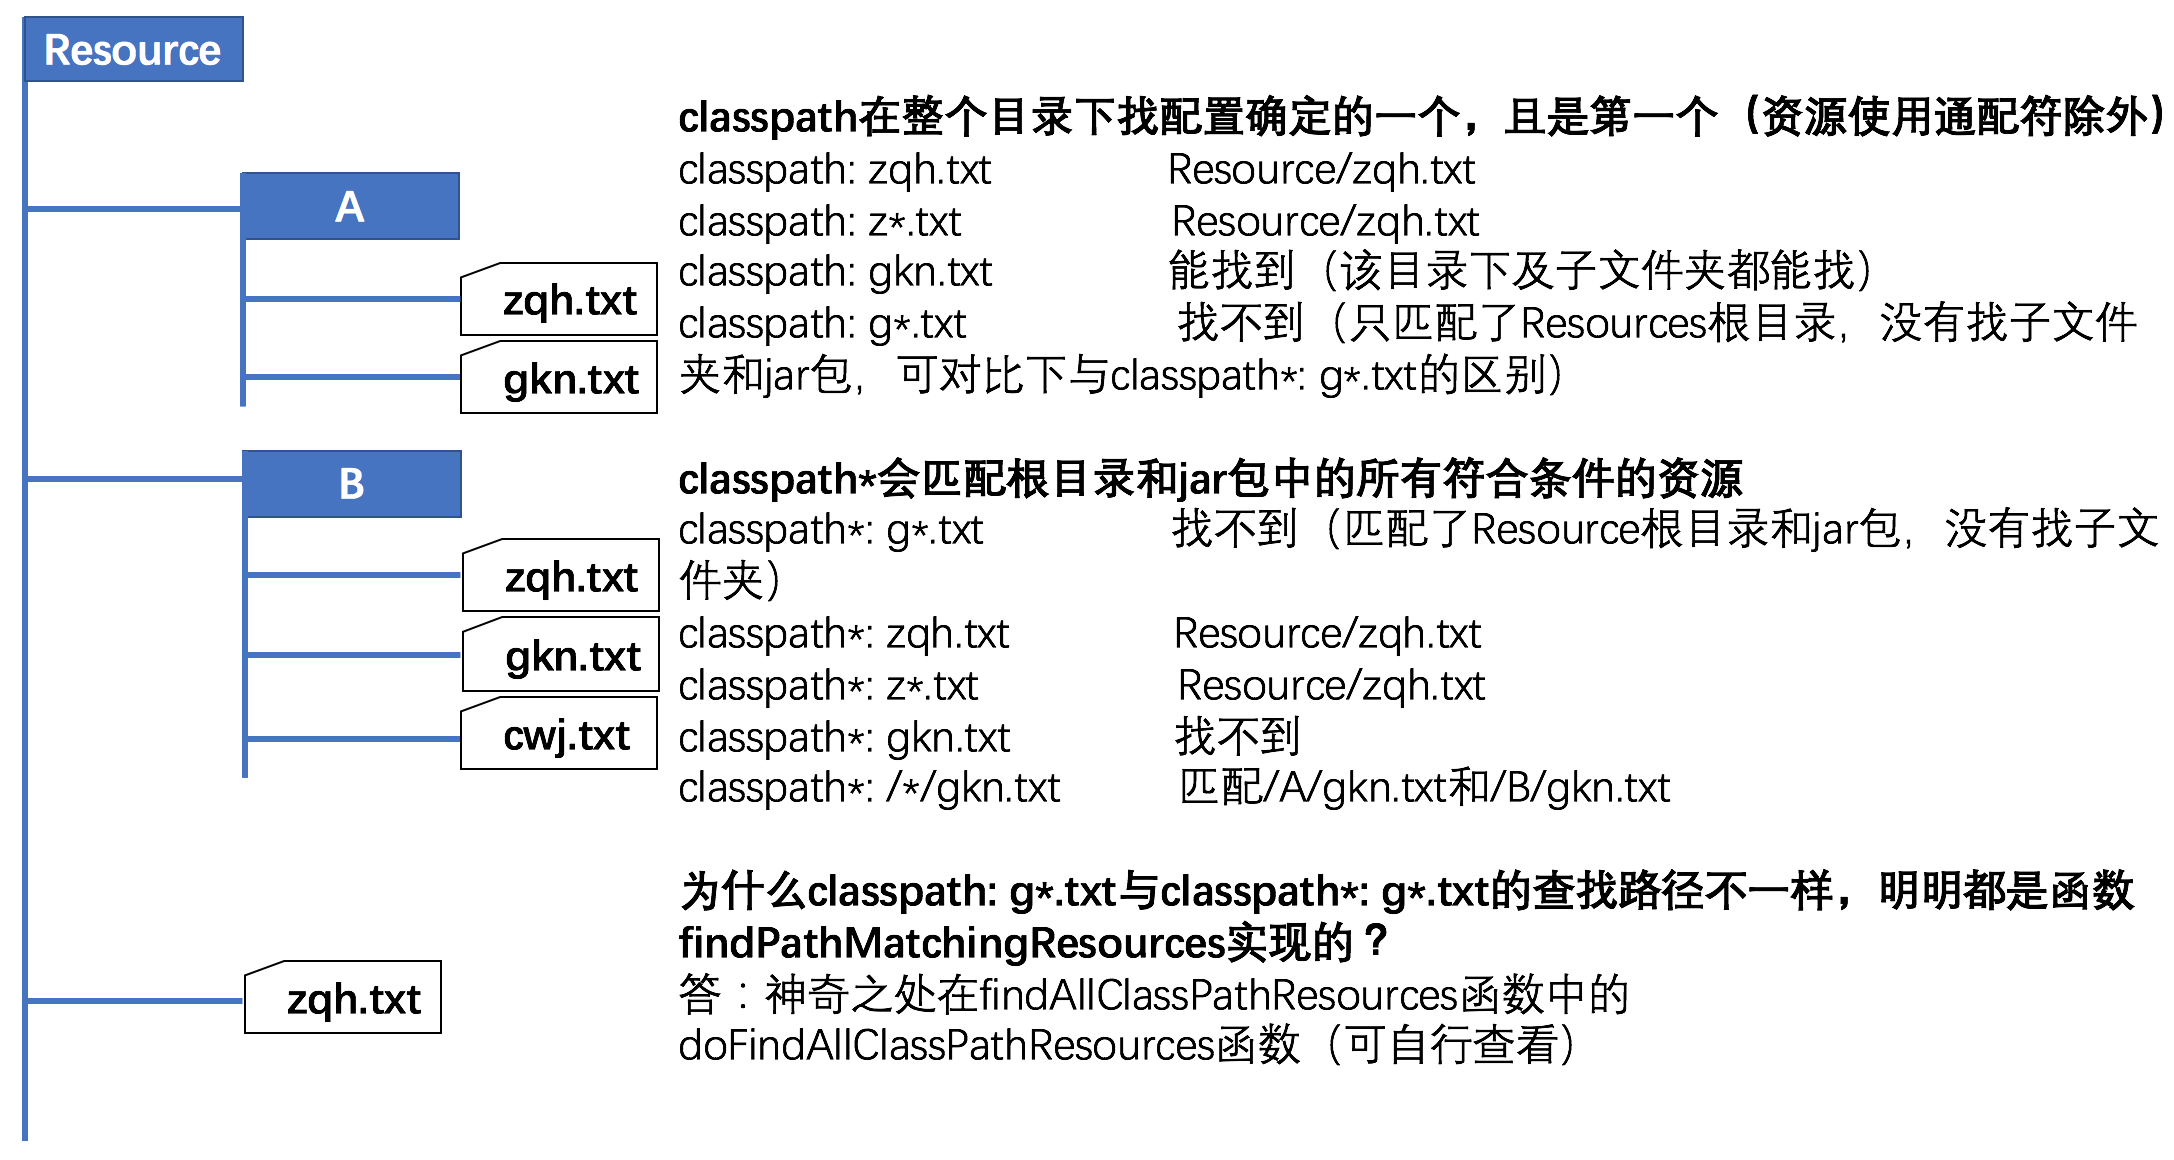 Resource
A
zqh.txt
gkn.txt
B
zqh.txt
gkn.txt
cwj.txt
zqh.txt
classpath在整个目录下找配置确定的一个，且是第一个（资源使用通配符除外）
classpath: zqh.txt Resource/zqh.txt
classpath: z*.txt Resource/zqh.txt
classpath: gkn.txt 能找到（该目录下及子文件夹都能找）
classpath: g*.txt 找不到（只匹配了Resources根目录，没有找子文件
夹和jar包，可对比下与classpath*: g*.txt的区别）
classpath*会匹配根目录和jar包中的所有符合条件的资源
classpath*: g*.txt 找不到（匹配了Resource根目录和jar包，没有找子文
件夹）
classpath*: zqh.txt Resource/zqh.txt
classpath*: z*.txt Resource/zqh.txt
classpath*: gkn.txt 找不到
classpath*: /*/gkn.txt 匹配/A/gkn.txt和/B/gkn.txt
为什么classpath: g*.txt与classpath*: g*.txt的查找路径不一样，明明都是函数
findPathMatchingResources实现的？
答：神奇之处在findAllClassPathResources函数中的
doFindAllClassPathResources函数（可自行查看）